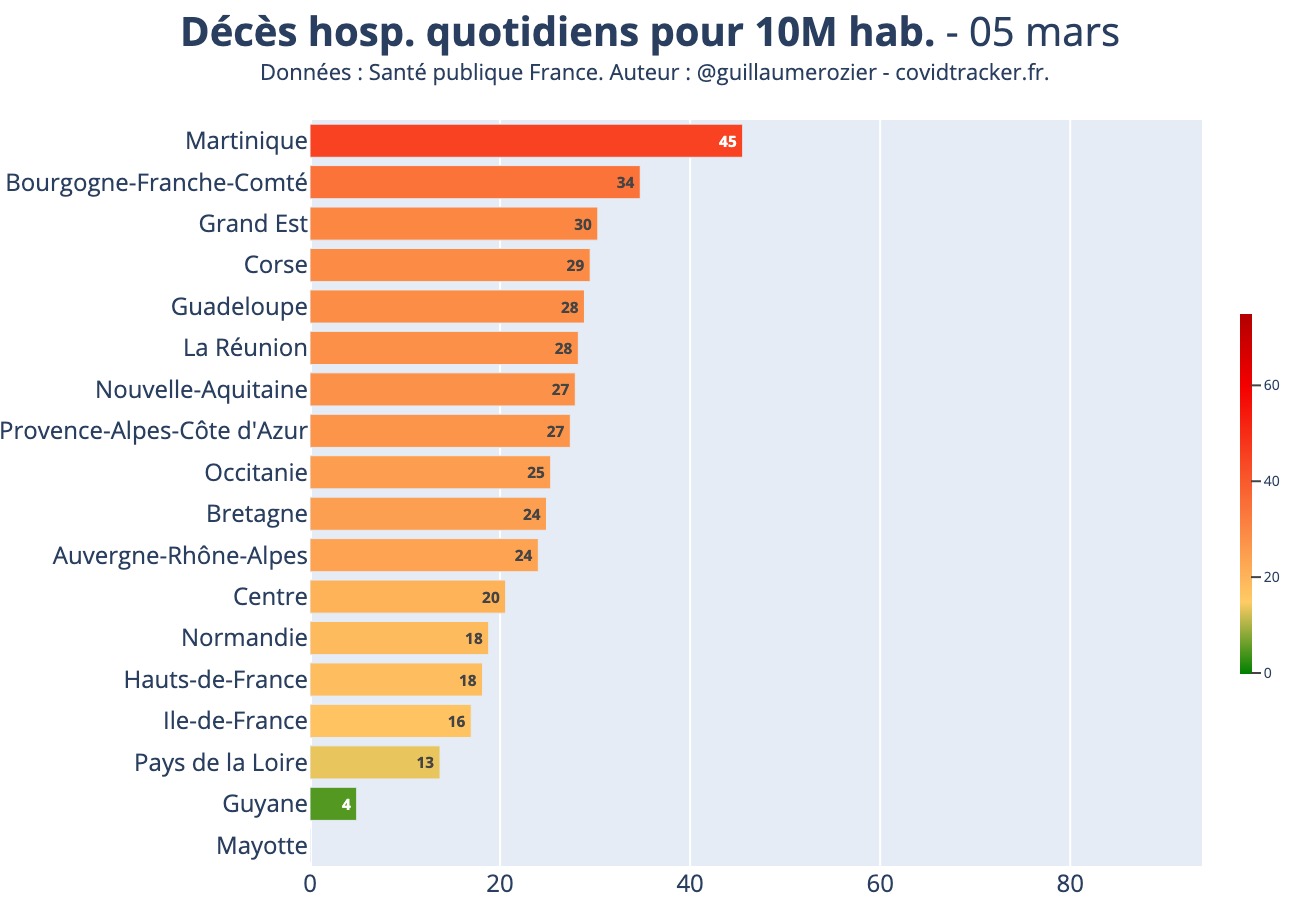 Décès hosp. quotidiens pour 10M hab. - 05 mars
Données : Santé publique France. Auteur : @guillaumerozier - covidtracker.fr.
Martinique 45
Bourgogne-Franche-Comté 34
Grand Est 30
Corse 29
Guadeloupe 28
La Réunion 28
Nouvelle-Aquitaine 27
Provence-Alpes-Côte d'Azur 27
Occitanie 25
Bretagne 24
Auvergne-Rhône-Alpes 24
Centre 20
Normandie 18
Hauts-de-France 18
Ile-de-France 16
Pays de la Loire 13
Guyane 4
Mayotte
0 20 40 60 80
60
40
20
0